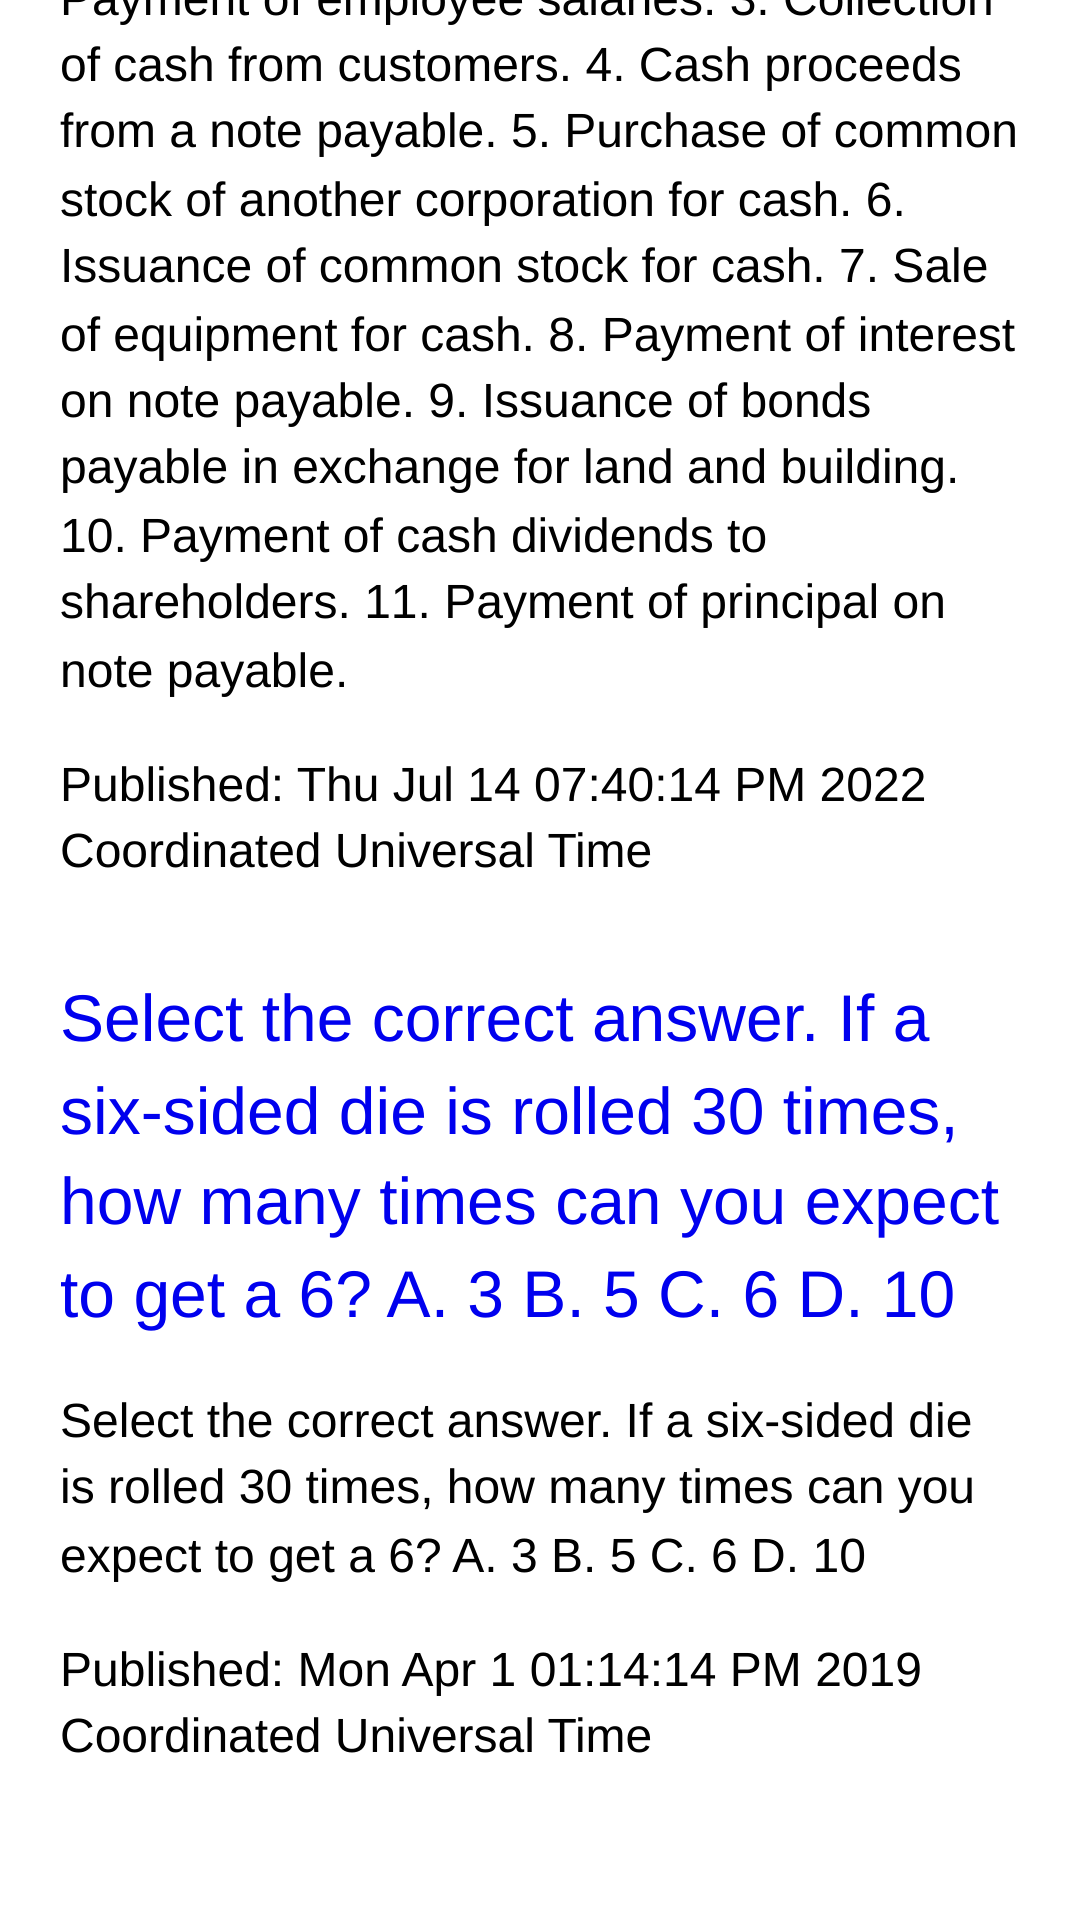 Payment of employee salaries. 3. Collection
of cash from customers. 4. Cash proceeds
from a note payable. 5. Purchase of common
stock of another corporation for cash. 6.
Issuance of common stock for cash. 7. Sale
of equipment for cash. 8. Payment of interest
on note payable. 9. Issuance of bonds
payable in exchange for land and building.
10. Payment of cash dividends to
shareholders. 11. Payment of principal on
note payable.
Published: Thu Jul 14 07:40:14 PM 2022
Coordinated Universal Time
Select the correct answer. If a
six-sided die is rolled 30 times,
how many times can you expect
to get a 6? A. 3 B. 5 C. 6 D. 10
Select the correct answer. If a six-sided die
is rolled 30 times, how many times can you
expect to get a 6? A. 3 B. 5 C. 6 D. 10
Published: Mon Apr 1 01:14:14 PM 2019
Coordinated Universal Time